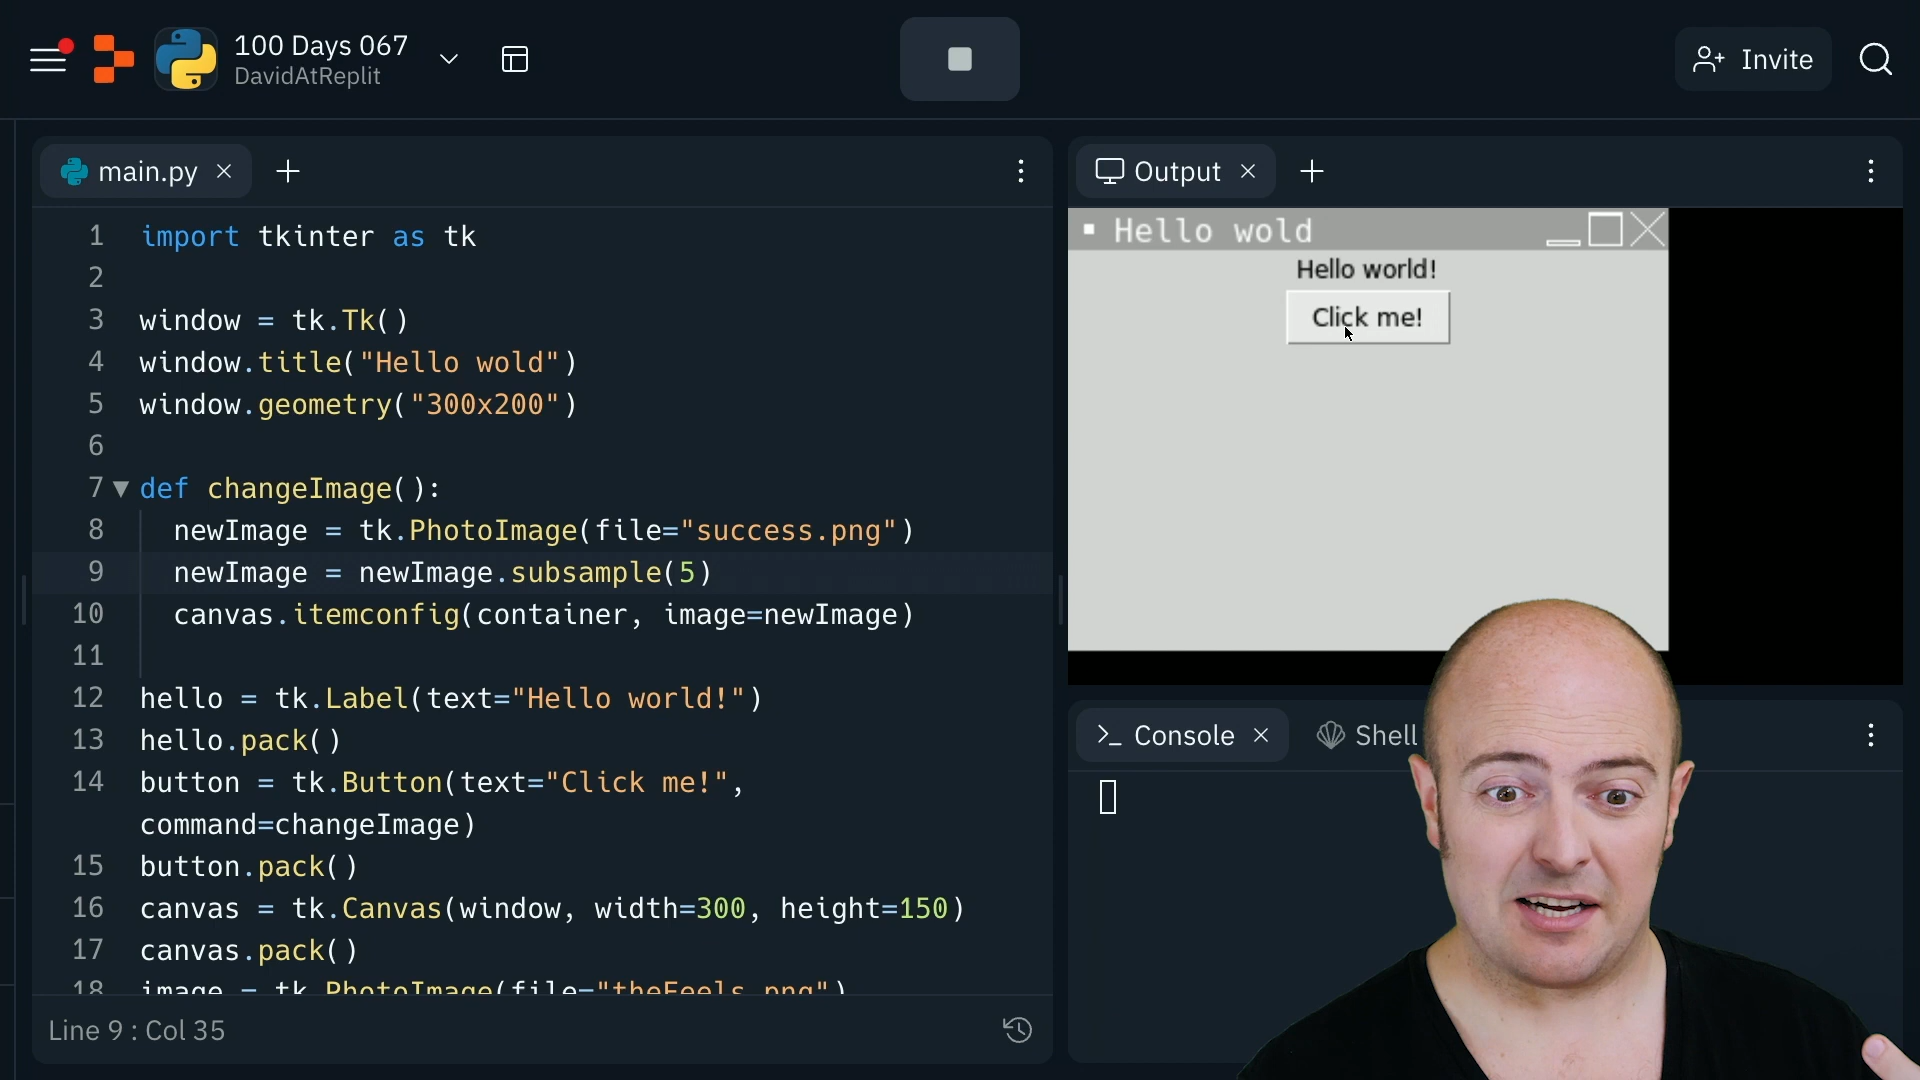 100 Days 067
DavidAtReplit
Invite
main.py
1 import tkinter as tk
2
3 window = tk.Tk()
4 window.title("Hello wold")
5 window.geometry("300x200")
6
7 def changeImage():
8 newImage = tk.PhotoImage(file="success.png")
9 newImage = newImage.subsample(5)
10 canvas.itemconfig(container, image=newImage)
11
12 hello = tk.Label(text="Hello world!")
13 hello.pack()
14 button = tk.Button(text="Click me!",
command=changeImage)
15 button.pack()
16 canvas = tk.Canvas(window, width=300, height=150)
17 canvas.pack()
18 image = tk.PhotoImage(file="theFeels.png")
Line 9 : Col 35
Output
Hello wold
Hello world!
Click me!
Console
Shell